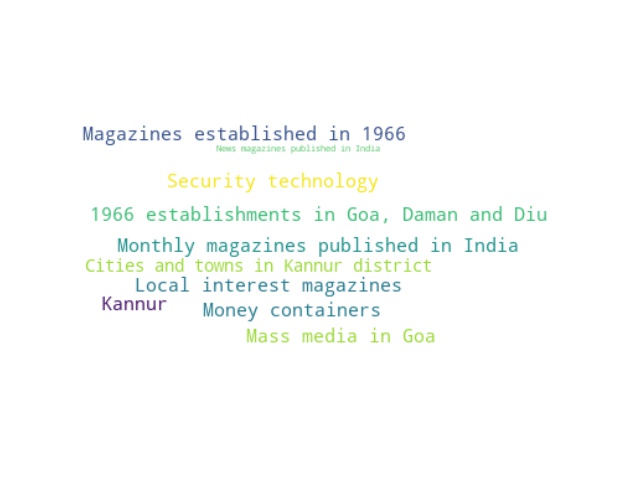 Magazines established in 1966
News magazines published in India
Security technology
1966 establishments in Goa, Daman and Diu
Monthly magazines published in India
Cities and towns in Kannur district
Local interest magazines
Kannur
Money containers
Mass media in Goa